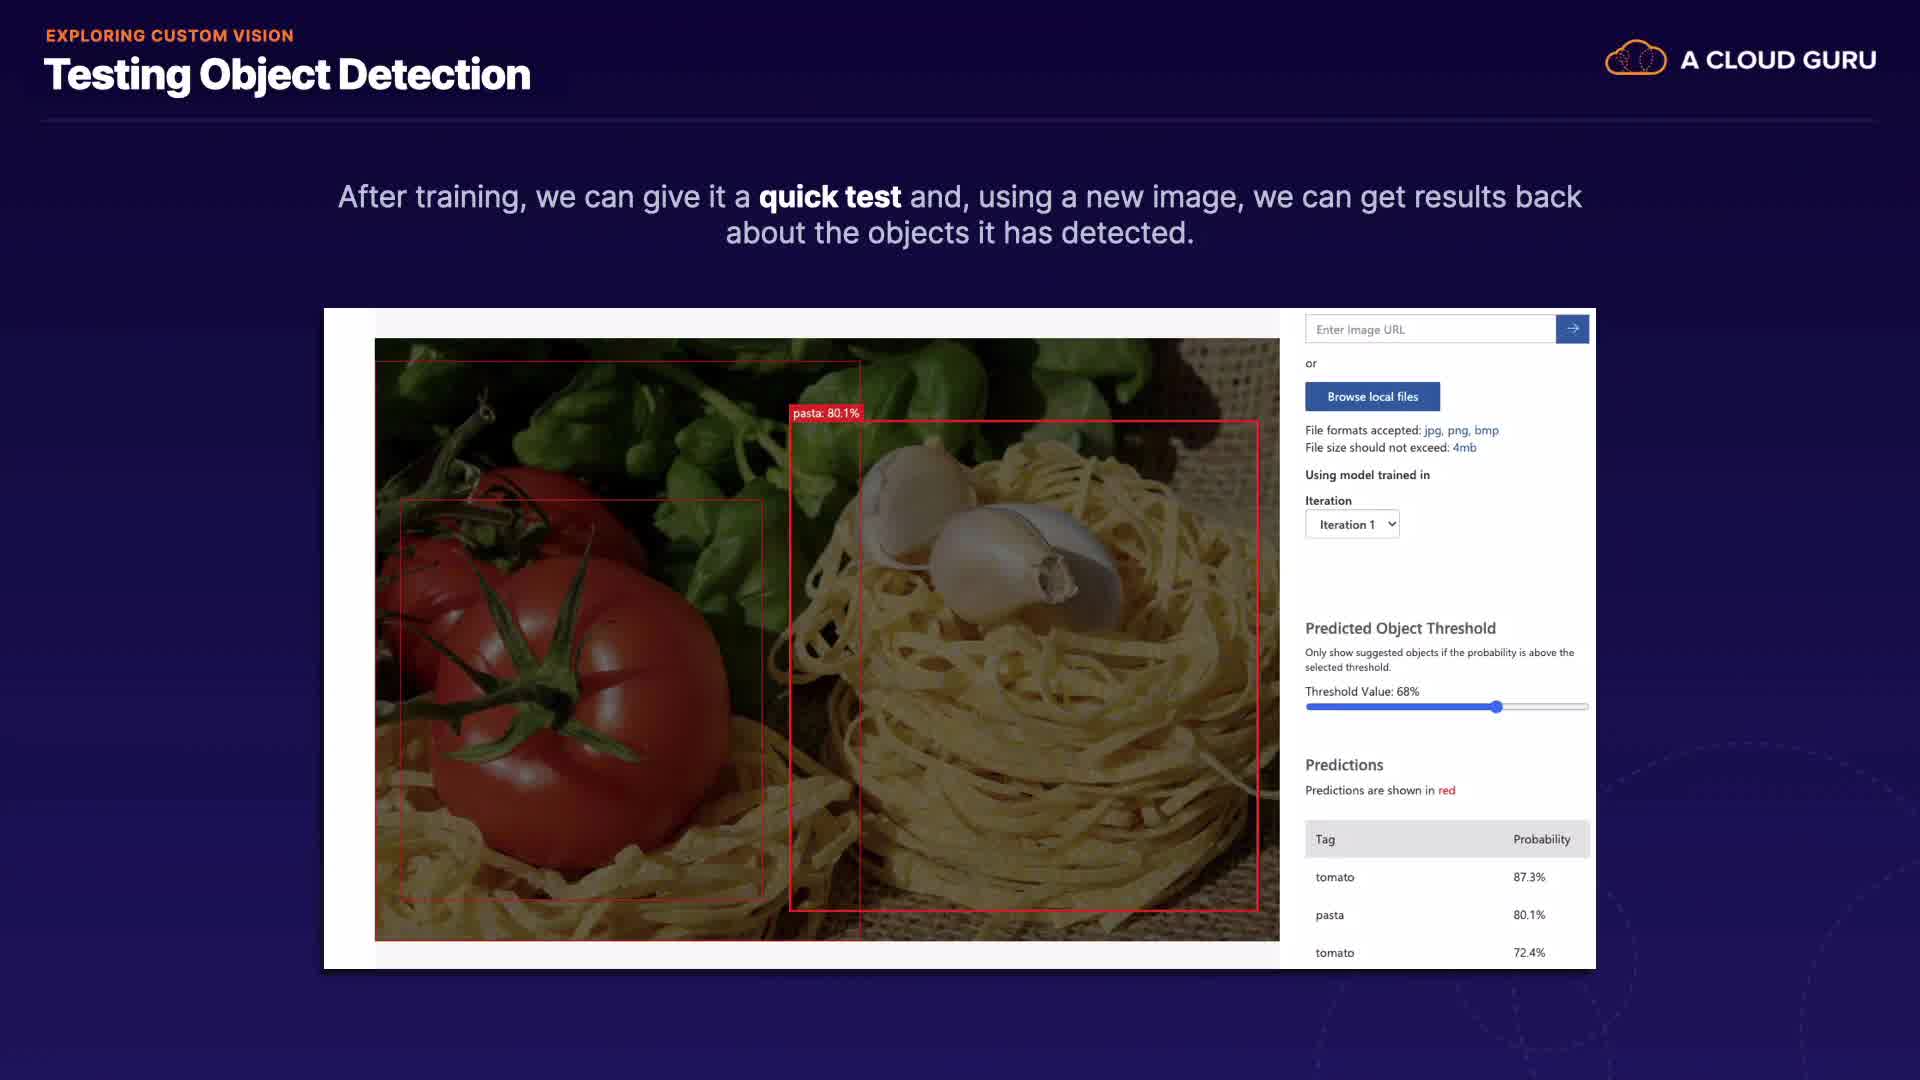 EXPLORING CUSTOM VISION
Testing Object Detection
A CLOUD GURU
After training, we can give it a quick test and, using a new image, we can get results back
about the objects it has detected.
pasta: 80.1%
Enter Image URL
or
Browse local files
File formats accepted: jpg, png, bmp
File size should not exceed: 4mb
Using model trained in
Iteration
Iteration 1
Predicted Object Threshold
Only show suggested objects if the probability is above the
selected threshold.
Threshold Value: 68%
Predictions
Predictions are shown in red
Tag Probability
tomato 87.3%
pasta 80.1%
tomato 72.4%